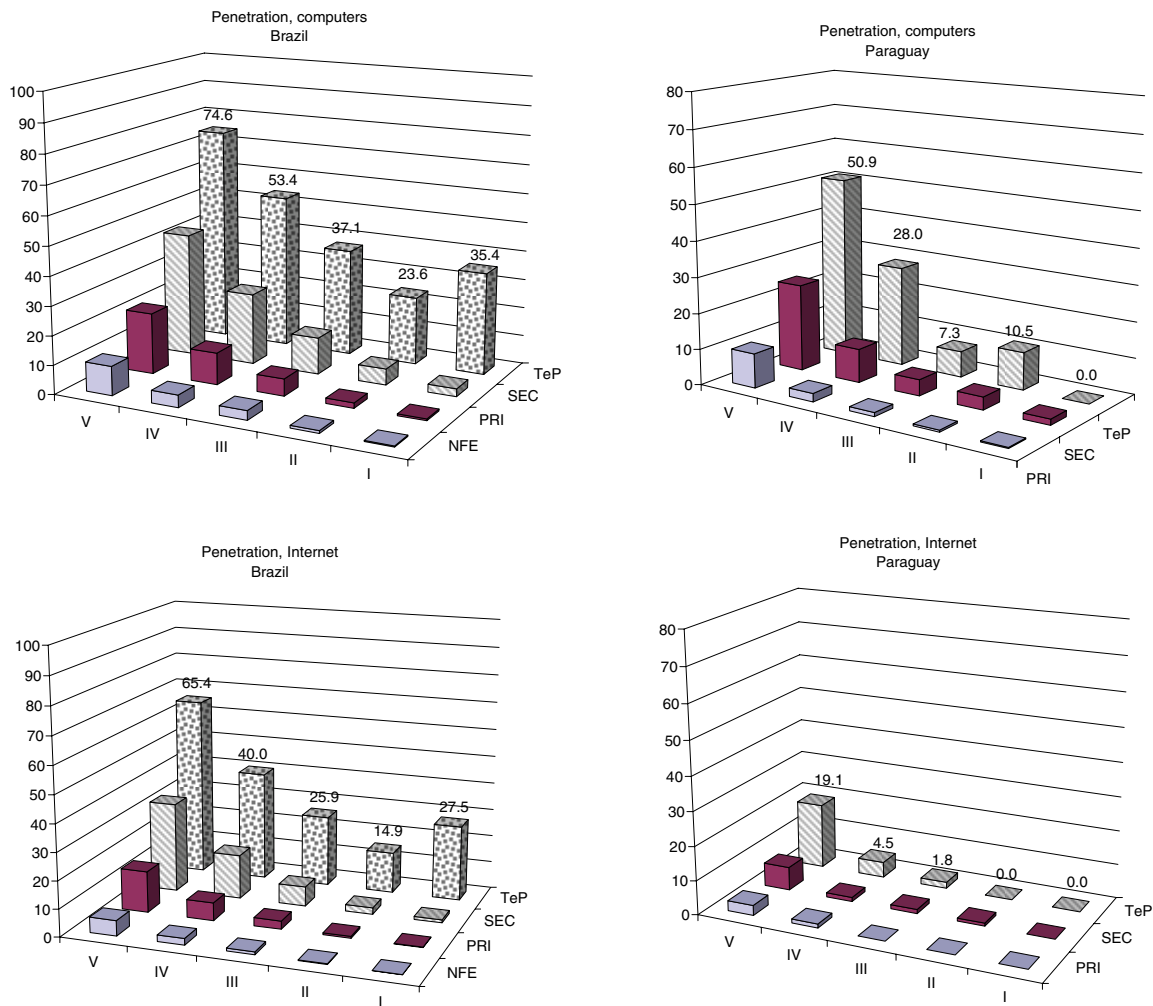 Penetration, computers
Brazil
100
90
80
70
60
50
40
30
20
10
0
74.6
53.4
37.1
23.6
35.4
V
IV
III
II
I
NFE
PRI
SEC
TeP
Penetration, computers
Paraguay
80
70
60
50
40
30
20
10
0
50.9
28.0
7.3
10.5
0.0
V
IV
III
II
I
PRI
SEC
TeP
Penetration, Internet
Brazil
100
90
80
70
60
50
40
30
20
10
0
65.4
40.0
25.9
14.9
27.5
V
IV
III
II
I
NFE
PRI
SEC
TeP
Penetration, Internet
Paraguay
80
70
60
50
40
30
20
10
0
19.1
4.5
1.8
0.0
0.0
V
IV
III
II
I
PRI
SEC
TeP